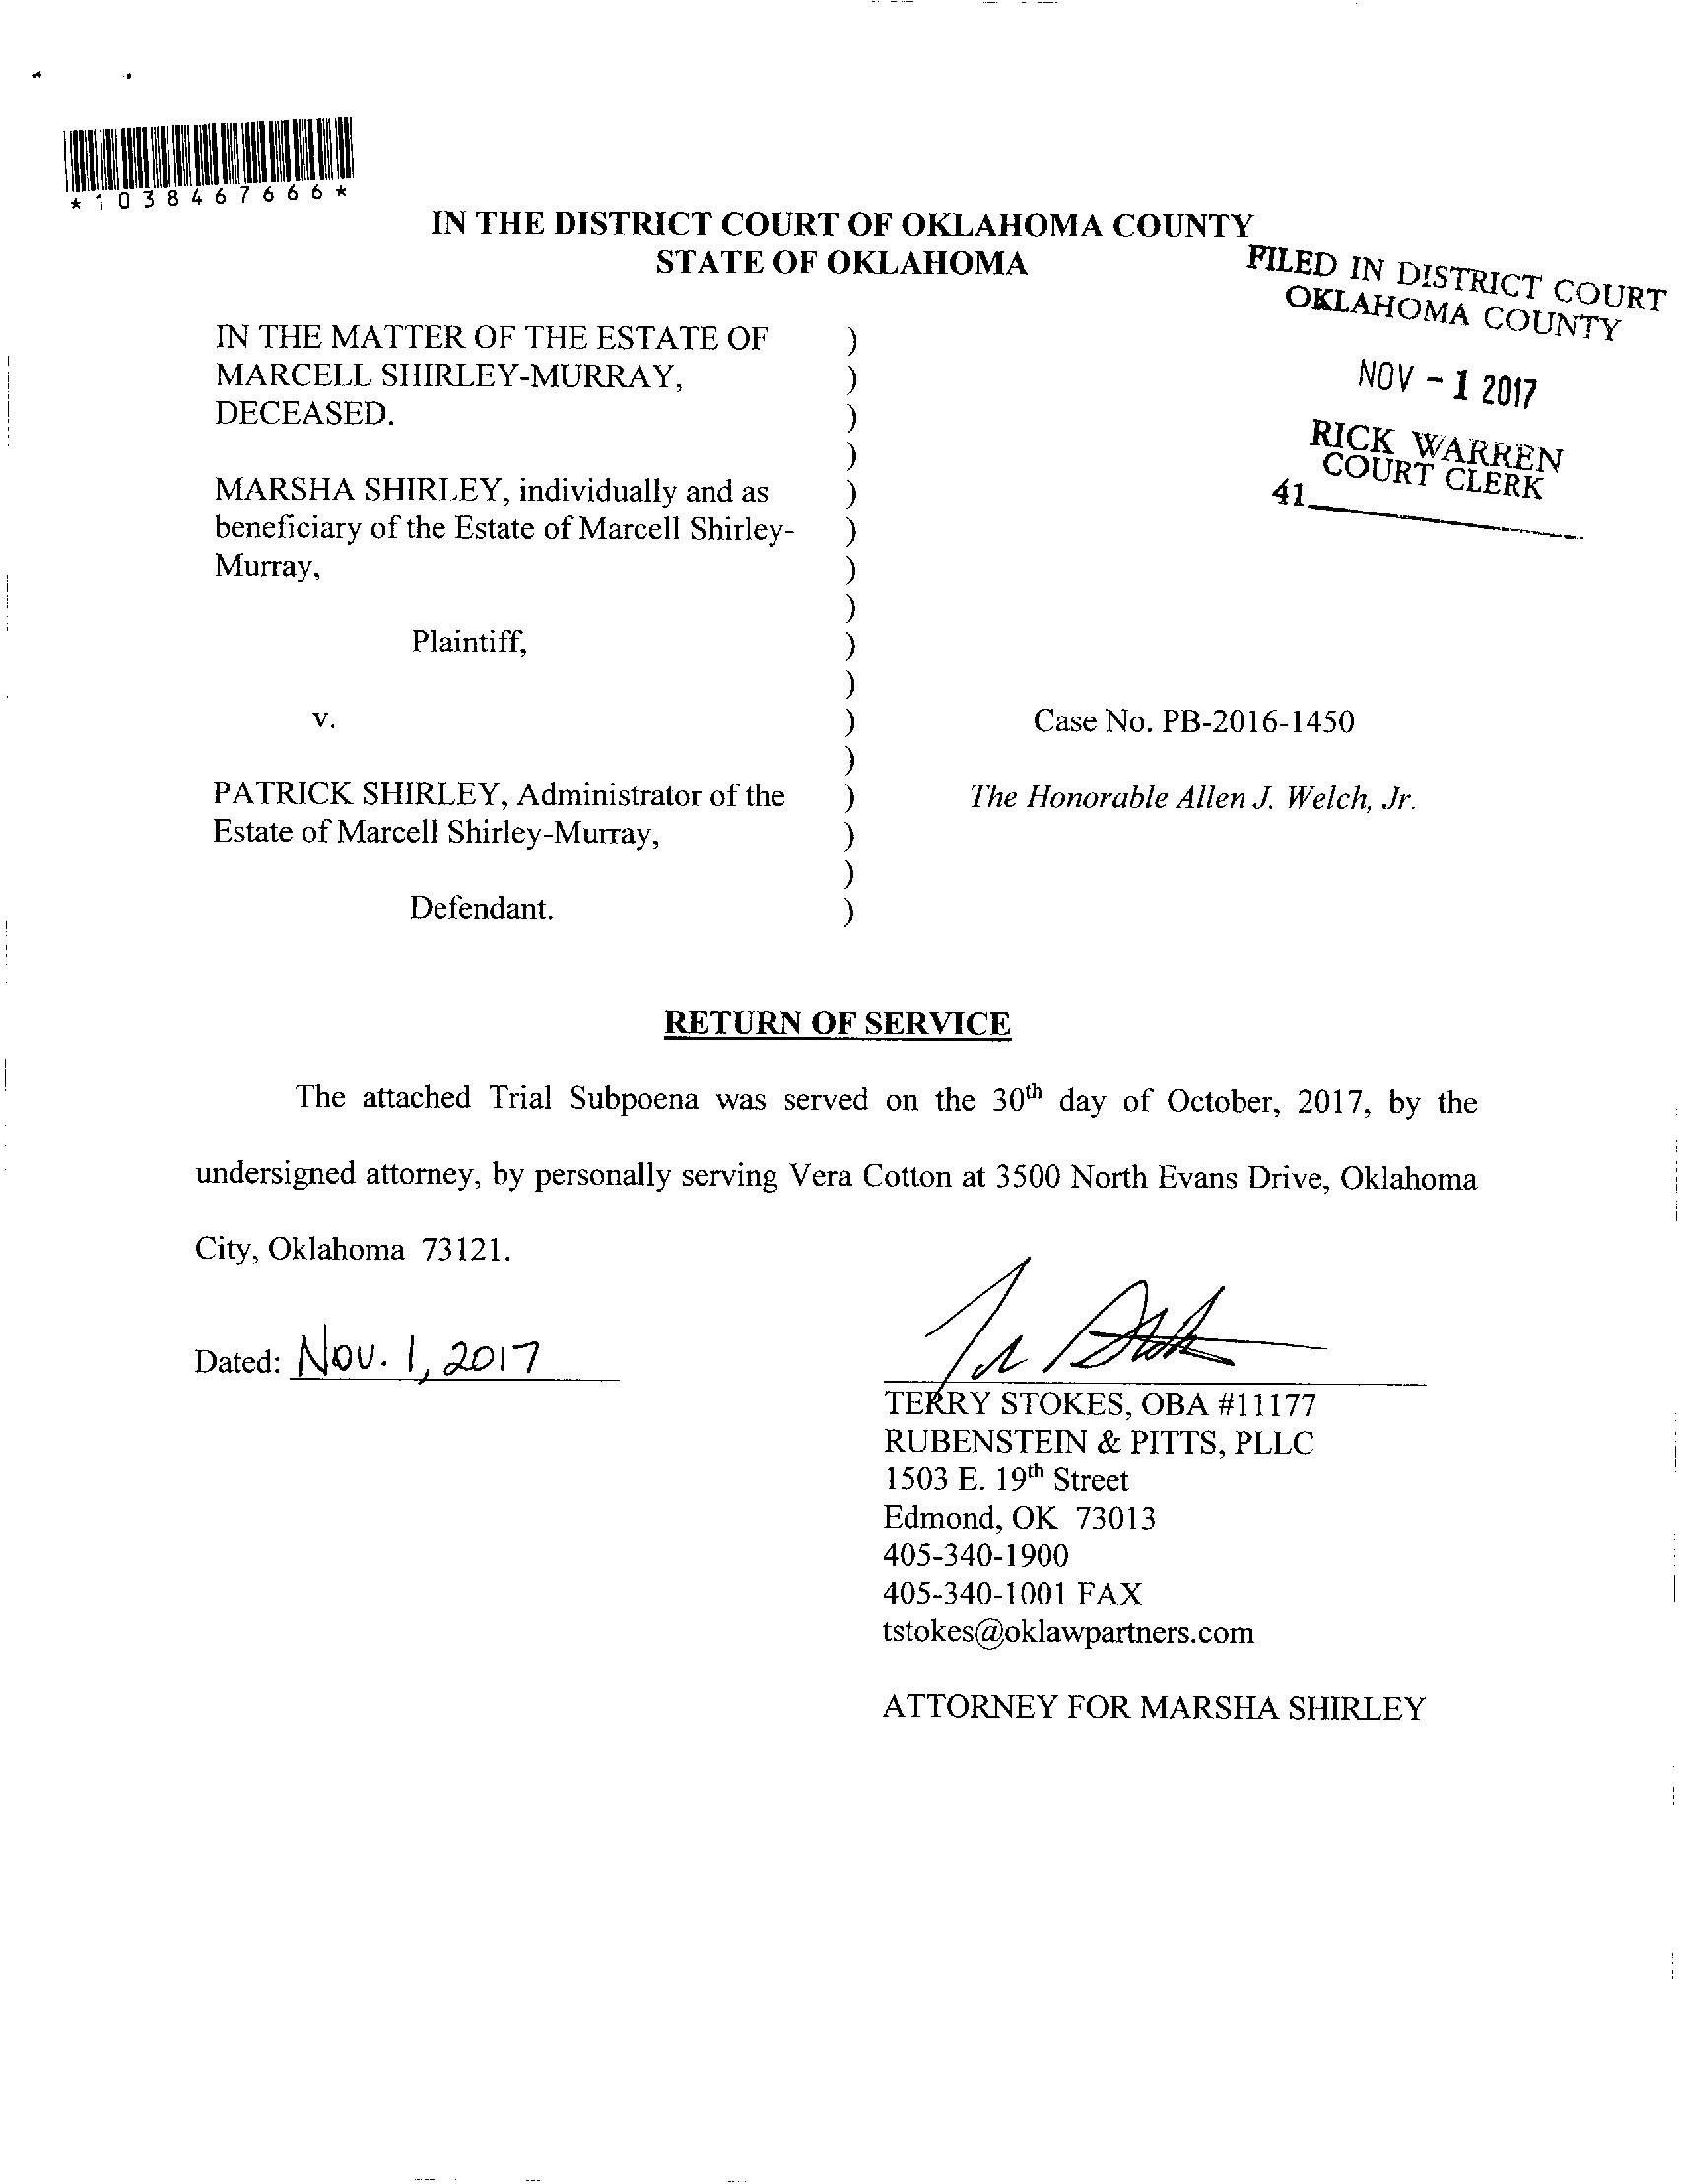 *1038467666*
IN THE DISTRICT COURT OF OKLAHOMA COUNTY
STATE OF OKLAHOMA
FILED IN DISTRICT COURT
OKLAHOMA COUNTY
NOV - 1 2017
RICK WARREN
COURT CLERK
41
IN THE MATTER OF THE ESTATE OF )
MARCELL SHIRLEY-MURRAY, )
DECEASED. )
)
MARSHA SHIRLEY, individually and as )
beneficiary of the Estate of Marcell Shirley- )
Murray, )
)
Plaintiff, )
)
v. ) Case No. PB-2016-1450
)
PATRICK SHIRLEY, Administrator of the ) The Honorable Allen J. Welch, Jr.
Estate of Marcell Shirley-Murray, )
)
Defendant. )
RETURN OF SERVICE
The attached Trial Subpoena was served on the 30th day of October, 2017, by the
undersigned attorney, by personally serving Vera Cotton at 3500 North Evans Drive, Oklahoma
City, Oklahoma 73121.
Dated: Nov. 1, 2017
TERRY STOKES, OBA #11177
RUBENSTEIN & PITTS, PLLC
1503 E. 19th Street
Edmond, OK 73013
405-340-1900
405-340-1001 FAX
tstokes@oklawpartners.com
ATTORNEY FOR MARSHA SHIRLEY